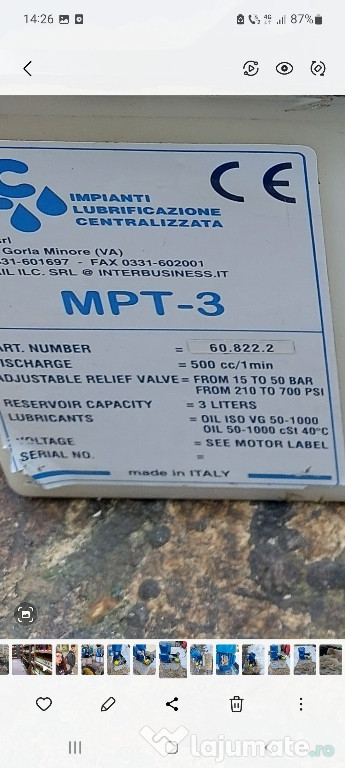 14:26
87%
C
CE
IMPIANTI
LUBRIFICAZIONE
CENTRALIZZATA
srl
Gorla Minore (VA)
31-601697 - FAX 0331-602001
AIL ILC. SRL @ INTERBUSINESS.IT
MPT-3
ART. NUMBER = 60.822.2
DISCHARGE = 500 cc/1min
ADJUSTABLE RELIEF VALVE = FROM 15 TO 50 BAR
FROM 210 TO 700 PSI
RESERVOIR CAPACITY = 3 LITERS
LUBRICANTS = OIL ISO VG 50-1000
OIL 50-1000 cSt 40°C
VOLTAGE = SEE MOTOR LABEL
SERIAL NO. =
made in ITALY
lajumate.ro